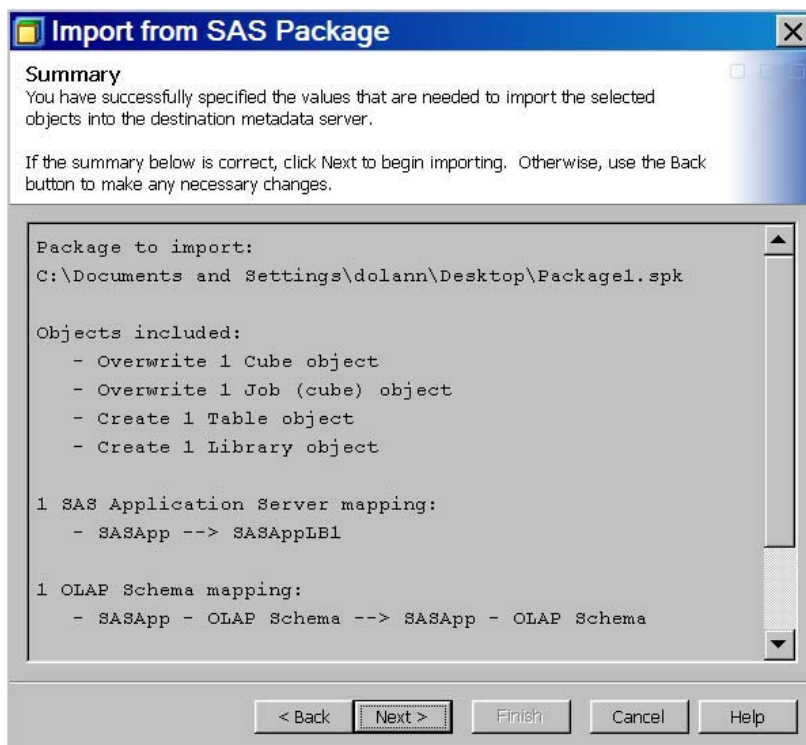 Import from SAS Package
Summary
You have successfully specified the values that are needed to import the selected
objects into the destination metadata server.
If the summary below is correct, click Next to begin importing. Otherwise, use the Back
button to make any necessary changes.
Package to import:
C:\Documents and Settings\dolann\Desktop\Package1.spk
Objects included:
- Overwrite 1 Cube object
- Overwrite 1 Job (cube) object
- Create 1 Table object
- Create 1 Library object
1 SAS Application Server mapping:
- SASApp --> SASAppLB1
1 OLAP Schema mapping:
- SASApp - OLAP Schema --> SASApp - OLAP Schema
< Back Next > Finish Cancel Help